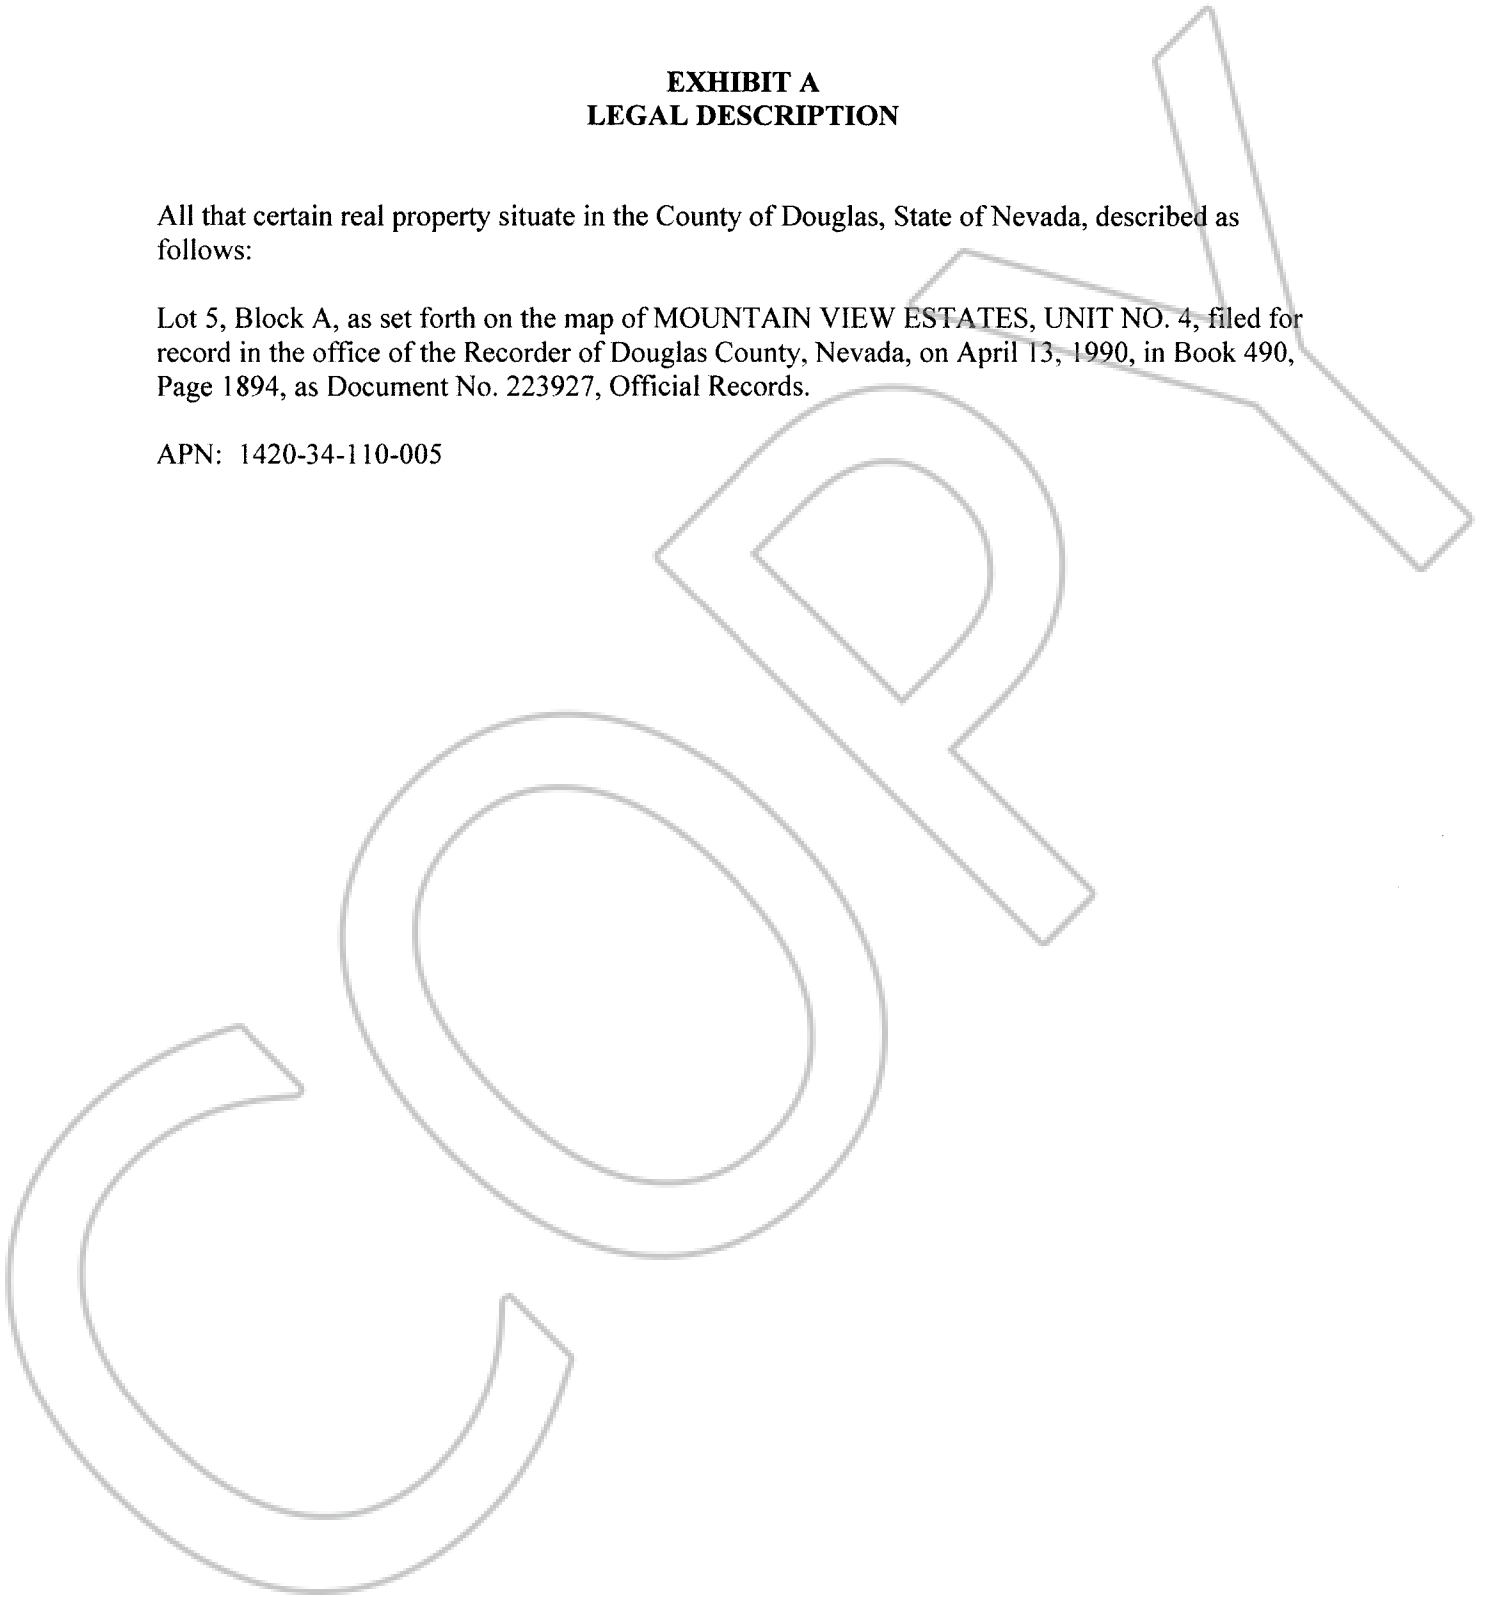 EXHIBIT A
LEGAL DESCRIPTION
All that certain real property situate in the County of Douglas, State of Nevada, described as
follows:
Lot 5, Block A, as set forth on the map of MOUNTAIN VIEW ESTATES, UNIT NO. 4, filed for
record in the office of the Recorder of Douglas County, Nevada, on April 13, 1990, in Book 490,
Page 1894, as Document No. 223927, Official Records.
APN: 1420-34-110-005
COPY